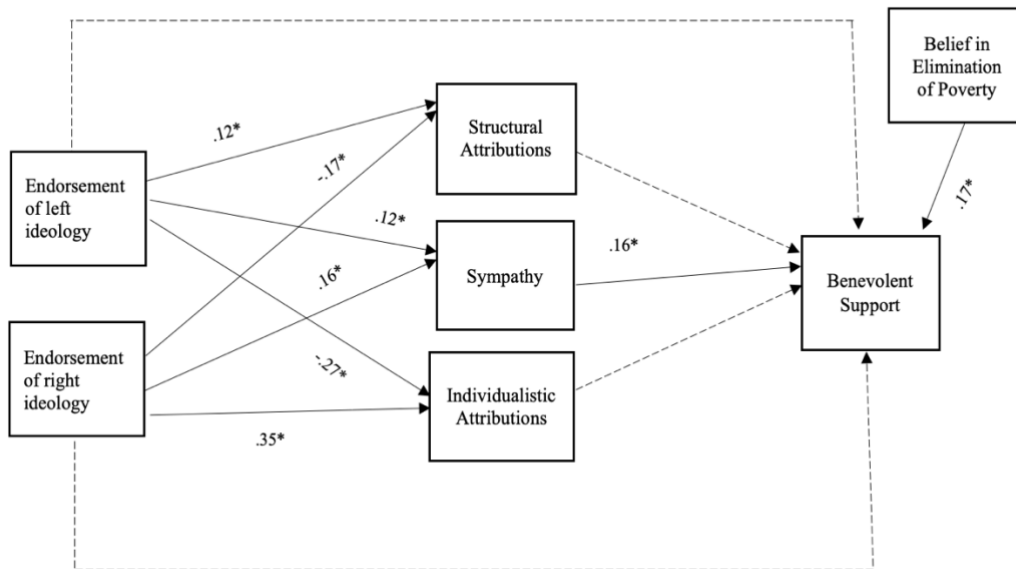 Belief in
Elimination
of Poverty
Structural
Attributions
.12*
-.17*
Endorsement
of left
ideology
.12*
.17*
Sympathy
.16*
Benevolent
Support
.16*
Endorsement
of right
ideology
-.27*
Individualistic
Attributions
.35*